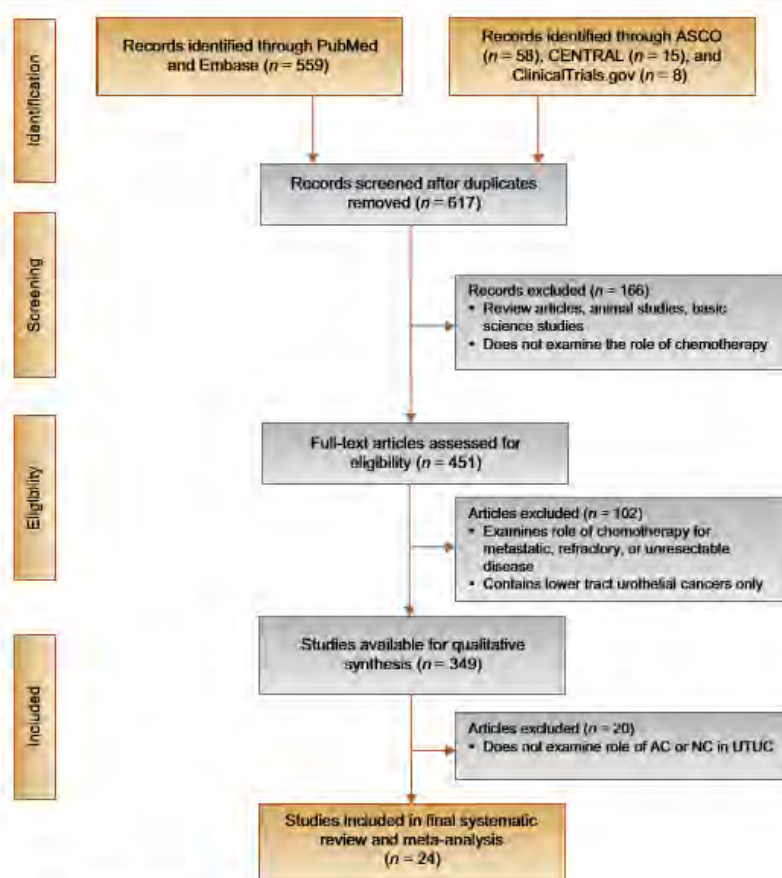 Identification
Records identified through PubMed
and Embase (n = 559)
Records identified through ASCO
(n = 58), CENTRAL (n = 15), and
ClinicalTrials.gov (n = 8)
Records screened after duplicates
removed (n = 617)
Screening
Records excluded (n = 166)
• Review articles, animal studies, basic
science studies
• Does not examine the role of chemotherapy
Eligibility
Full-text articles assessed for
eligibility (n = 451)
Articles excluded (n = 102)
• Examines role of chemotherapy for
metastatic, refractory, or unresectable
disease
• Contains lower tract urothelial cancers only
Included
Studies available for qualitative
synthesis (n = 349)
Articles excluded (n = 20)
• Does not examine role of AC or NC in UTUC
Studies included in final systematic
review and meta-analysis
(n = 24)